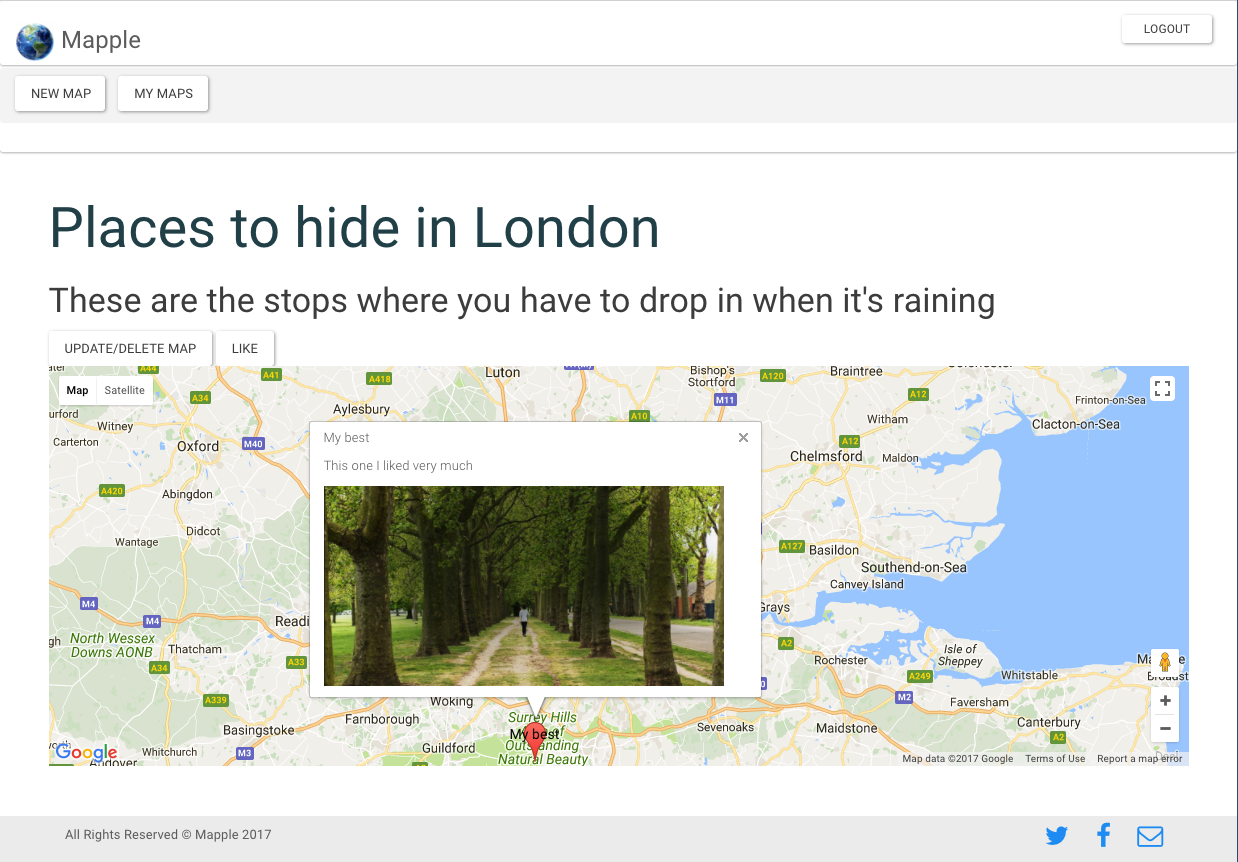 Mapple
LOGOUT
NEW MAP
MY MAPS
Places to hide in London
These are the stops where you have to drop in when it's raining
UPDATE/DELETE MAP
LIKE
Map
Satellite
A44
A41
A418
Luton
Bishop's
Stortford
A120
Braintree
A34
M11
A12
Frinton-on-Sea
Aylesbury
A10
Witham
Clacton-on-Sea
Witney
Carterton
Oxford
M40
A12
Chelmsford
Maldon
A420
Abingdon
Didcot
Wantage
My best
This one I liked very much
A127
Basildon
Southend-on-Sea
Canvey Island
Grays
M4
M4
North Wessex
Downs AONB
Thatcham
A34
A33
A2
Rochester
Isle of
Sheppey
A249
Whitstable
A339
Woking
M2
Faversham
Farnborough
Basingstoke
Surrey Hills
My best
Outstanding
Natural Beauty
Sevenoaks
Maidstone
Canterbury
A2
Guildford
M3
Whitchurch
Andover
Google
Map data ©2017 Google
Terms of Use
Report a map error
All Rights Reserved © Mapple 2017